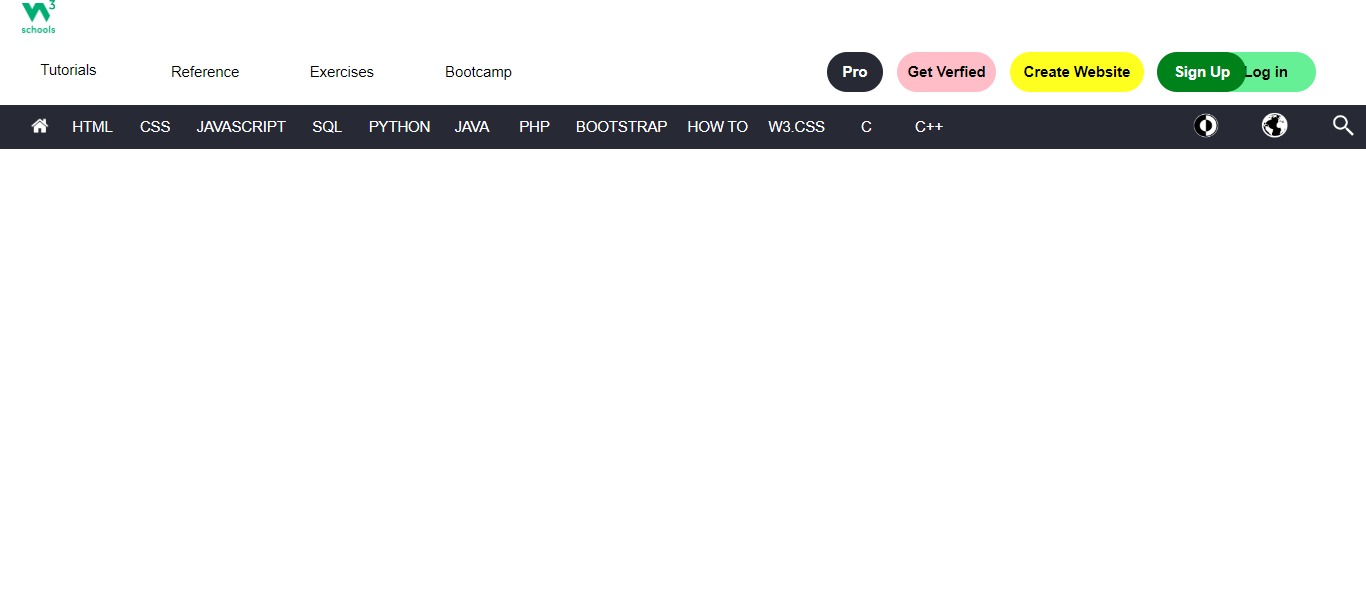 W3
schools
Tutorials Reference Exercises Bootcamp Pro Get Verfied Create Website Sign Up Log in
HTML CSS JAVASCRIPT SQL PYTHON JAVA PHP BOOTSTRAP HOW TO W3.CSS C C++